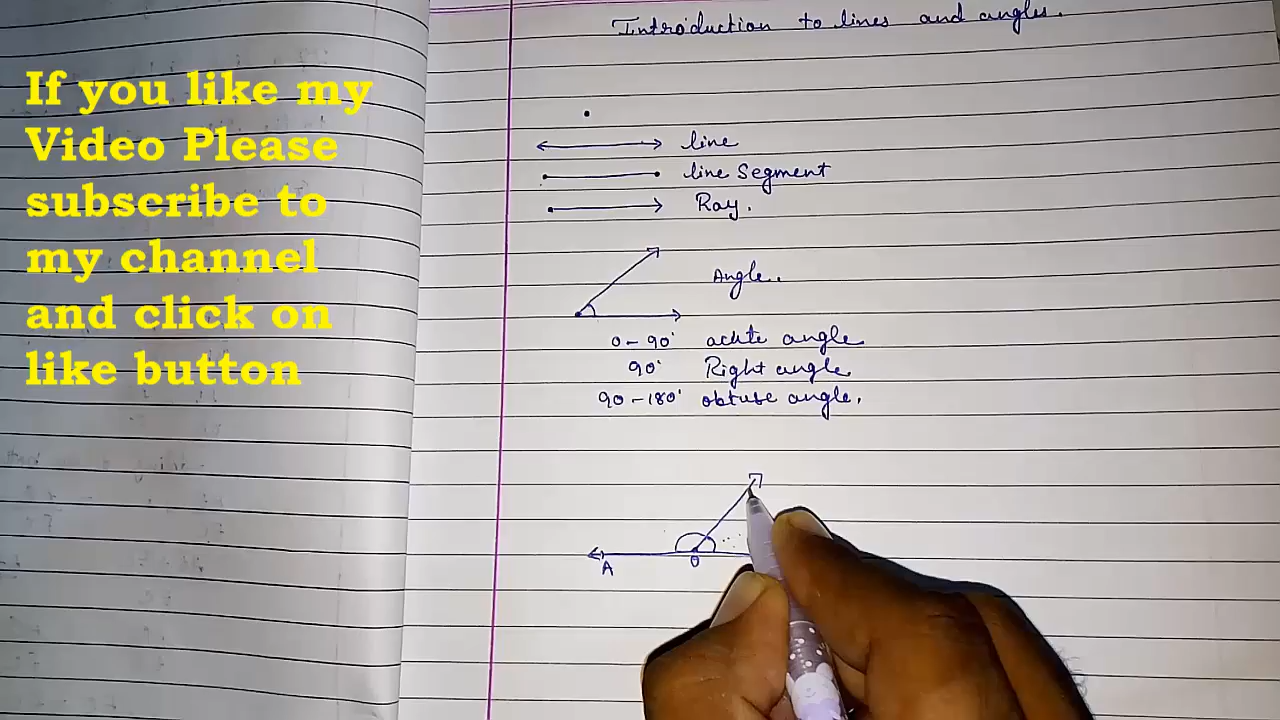 Introduction to lines and angles.
If you like my
Video Please
subscribe to
my channel
and click on
like button
line
line Segment
Ray.
Angle.
0-90° acute angle
90° Right angle
90-180° obtuse angle.
A O